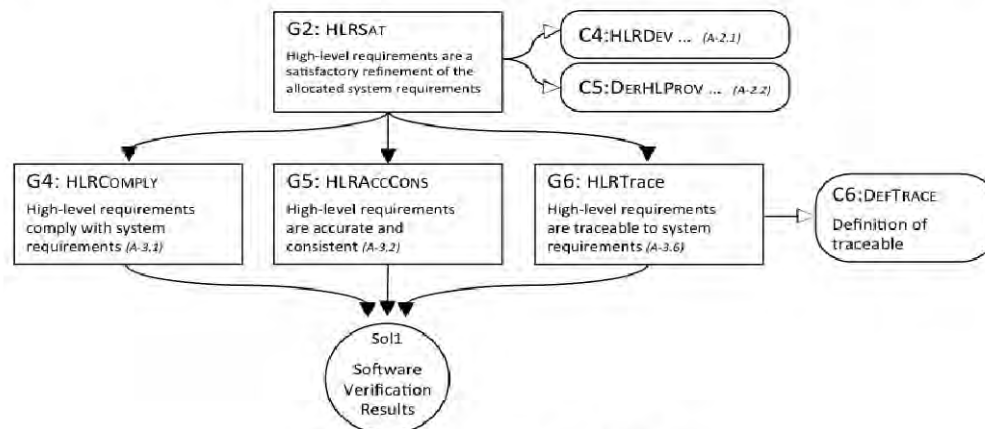 G2: HLRSAT
High-level requirements are a
satisfactory refinement of the
allocated system requirements
C4:HLRDEV ... (A-2.1)
C5:DERHLPROV ... (A-2.2)
G4: HLRCOMPLY
High-level requirements
comply with system
requirements (A-3.1)
G5: HLRACCCONS
High-level requirements
are accurate and
consistent (A-3.2)
G6: HLRTrace
High-level requirements
are traceable to system
requirements (A-3.6)
C6:DEFTRACE
Definition of
traceable
Sol1
Software
Verification
Results